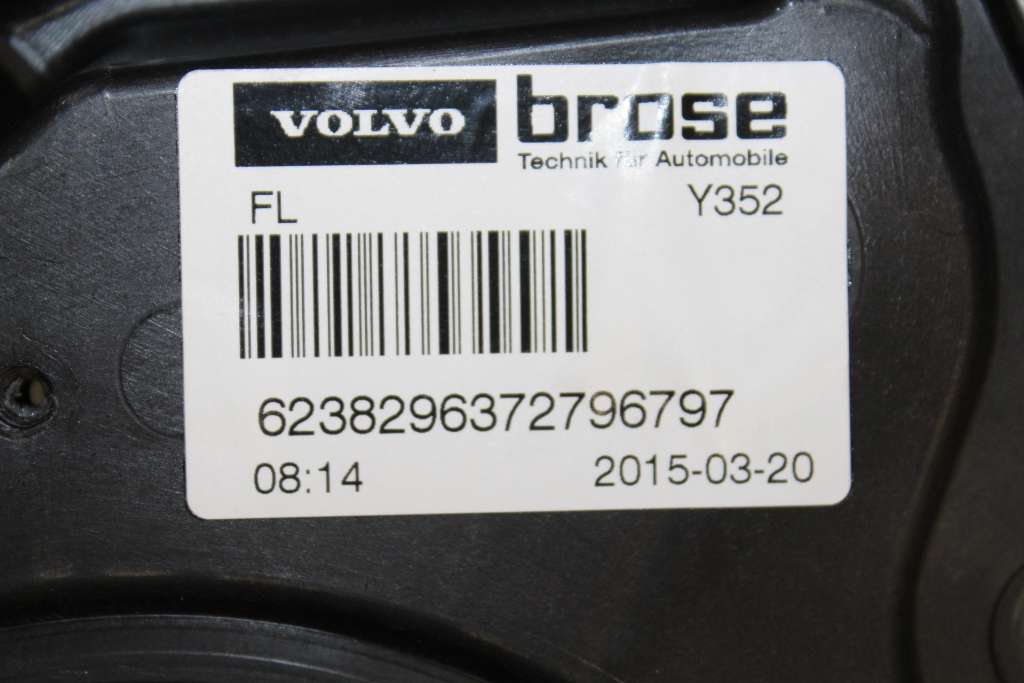 VOLVO brose
Technik für Automobile
FL Y352
6238296372796797
08:14 2015-03-20